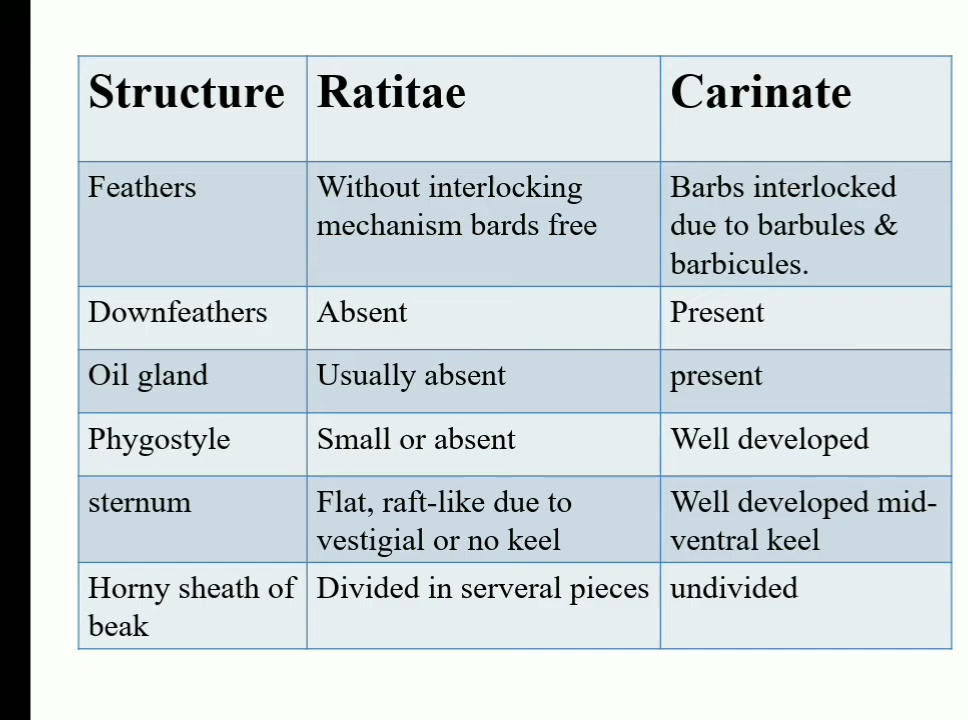 Structure Ratitae Carinate
Feathers Without interlocking Barbs interlocked
mechanism bards free due to barbules &
barbicules.
Downfeathers Absent Present
Oil gland Usually absent present
Phygostyle Small or absent Well developed
sternum Flat, raft-like due to Well developed mid-
vestigial or no keel ventral keel
Horny sheath of Divided in serveral pieces undivided
beak